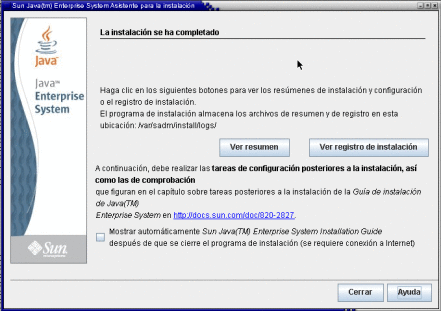 Sun Java(tm) Enterprise System Asistente para la instalación
La instalación se ha completado
Java
Java™
Enterprise
System
Haga clic en los siguientes botones para ver los resúmenes de instalación y configuración
o el registro de instalación.
El programa de instalación almacena los archivos de resumen y de registro en esta
ubicación: /var/sadm/install/logs/
Ver resumen
Ver registro de instalación
A continuación, debe realizar las tareas de configuración posteriores a la instalación, así
como las de comprobación
que figuran en el capítulo sobre tareas posteriores a la instalación de la Guía de instalación
de Java(TM)
Enterprise System en http://docs.sun.com/doc/820-2827.
Mostrar automáticamente Sun Java(TM) Enterprise System Installation Guide
después de que se cierre el programa de instalación (se requiere conexión a Internet)
Sun
Cerrar
Ayuda